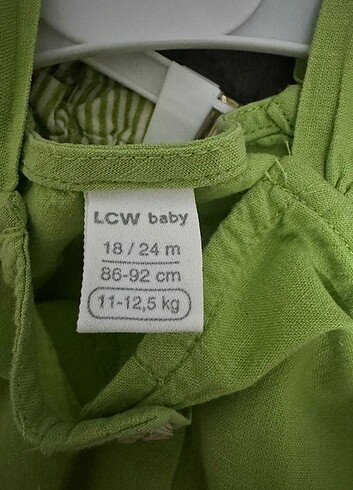 LCW baby
18 / 24 m
86-92 cm
11-12,5 kg